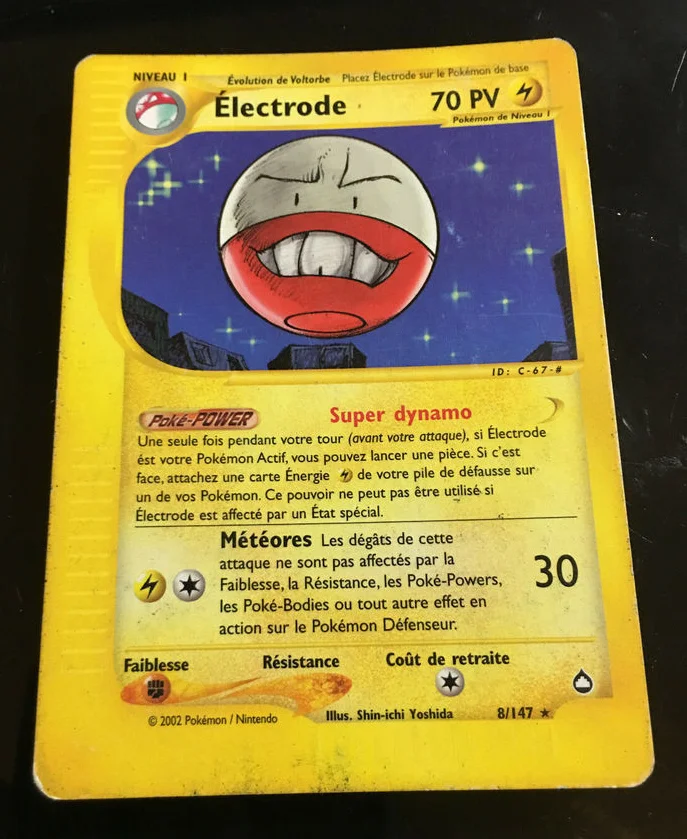 NIVEAU 1
Évolution de Voltorbe Placez Électrode sur le Pokémon de base
Électrode 70 PV
Pokémon de Niveau 1
ID: C-67-#
Poké-POWER Super dynamo
Une seule fois pendant votre tour (avant votre attaque), si Électrode
ést votre Pokémon Actif, vous pouvez lancer une pièce. Si c'est
face, attachez une carte Énergie de votre pile de défausse sur
un de vos Pokémon. Ce pouvoir ne peut pas être utilisé si
Électrode est affecté par un État spécial.
Météores Les dégâts de cette
attaque ne sont pas affectés par la
Faiblesse, la Résistance, les Poké-Powers,
les Poké-Bodies ou tout autre effet en
action sur le Pokémon Défenseur.
30
Faiblesse Résistance Coût de retraite
© 2002 Pokémon / Nintendo Illus. Shin-ichi Yoshida 8/147 ★